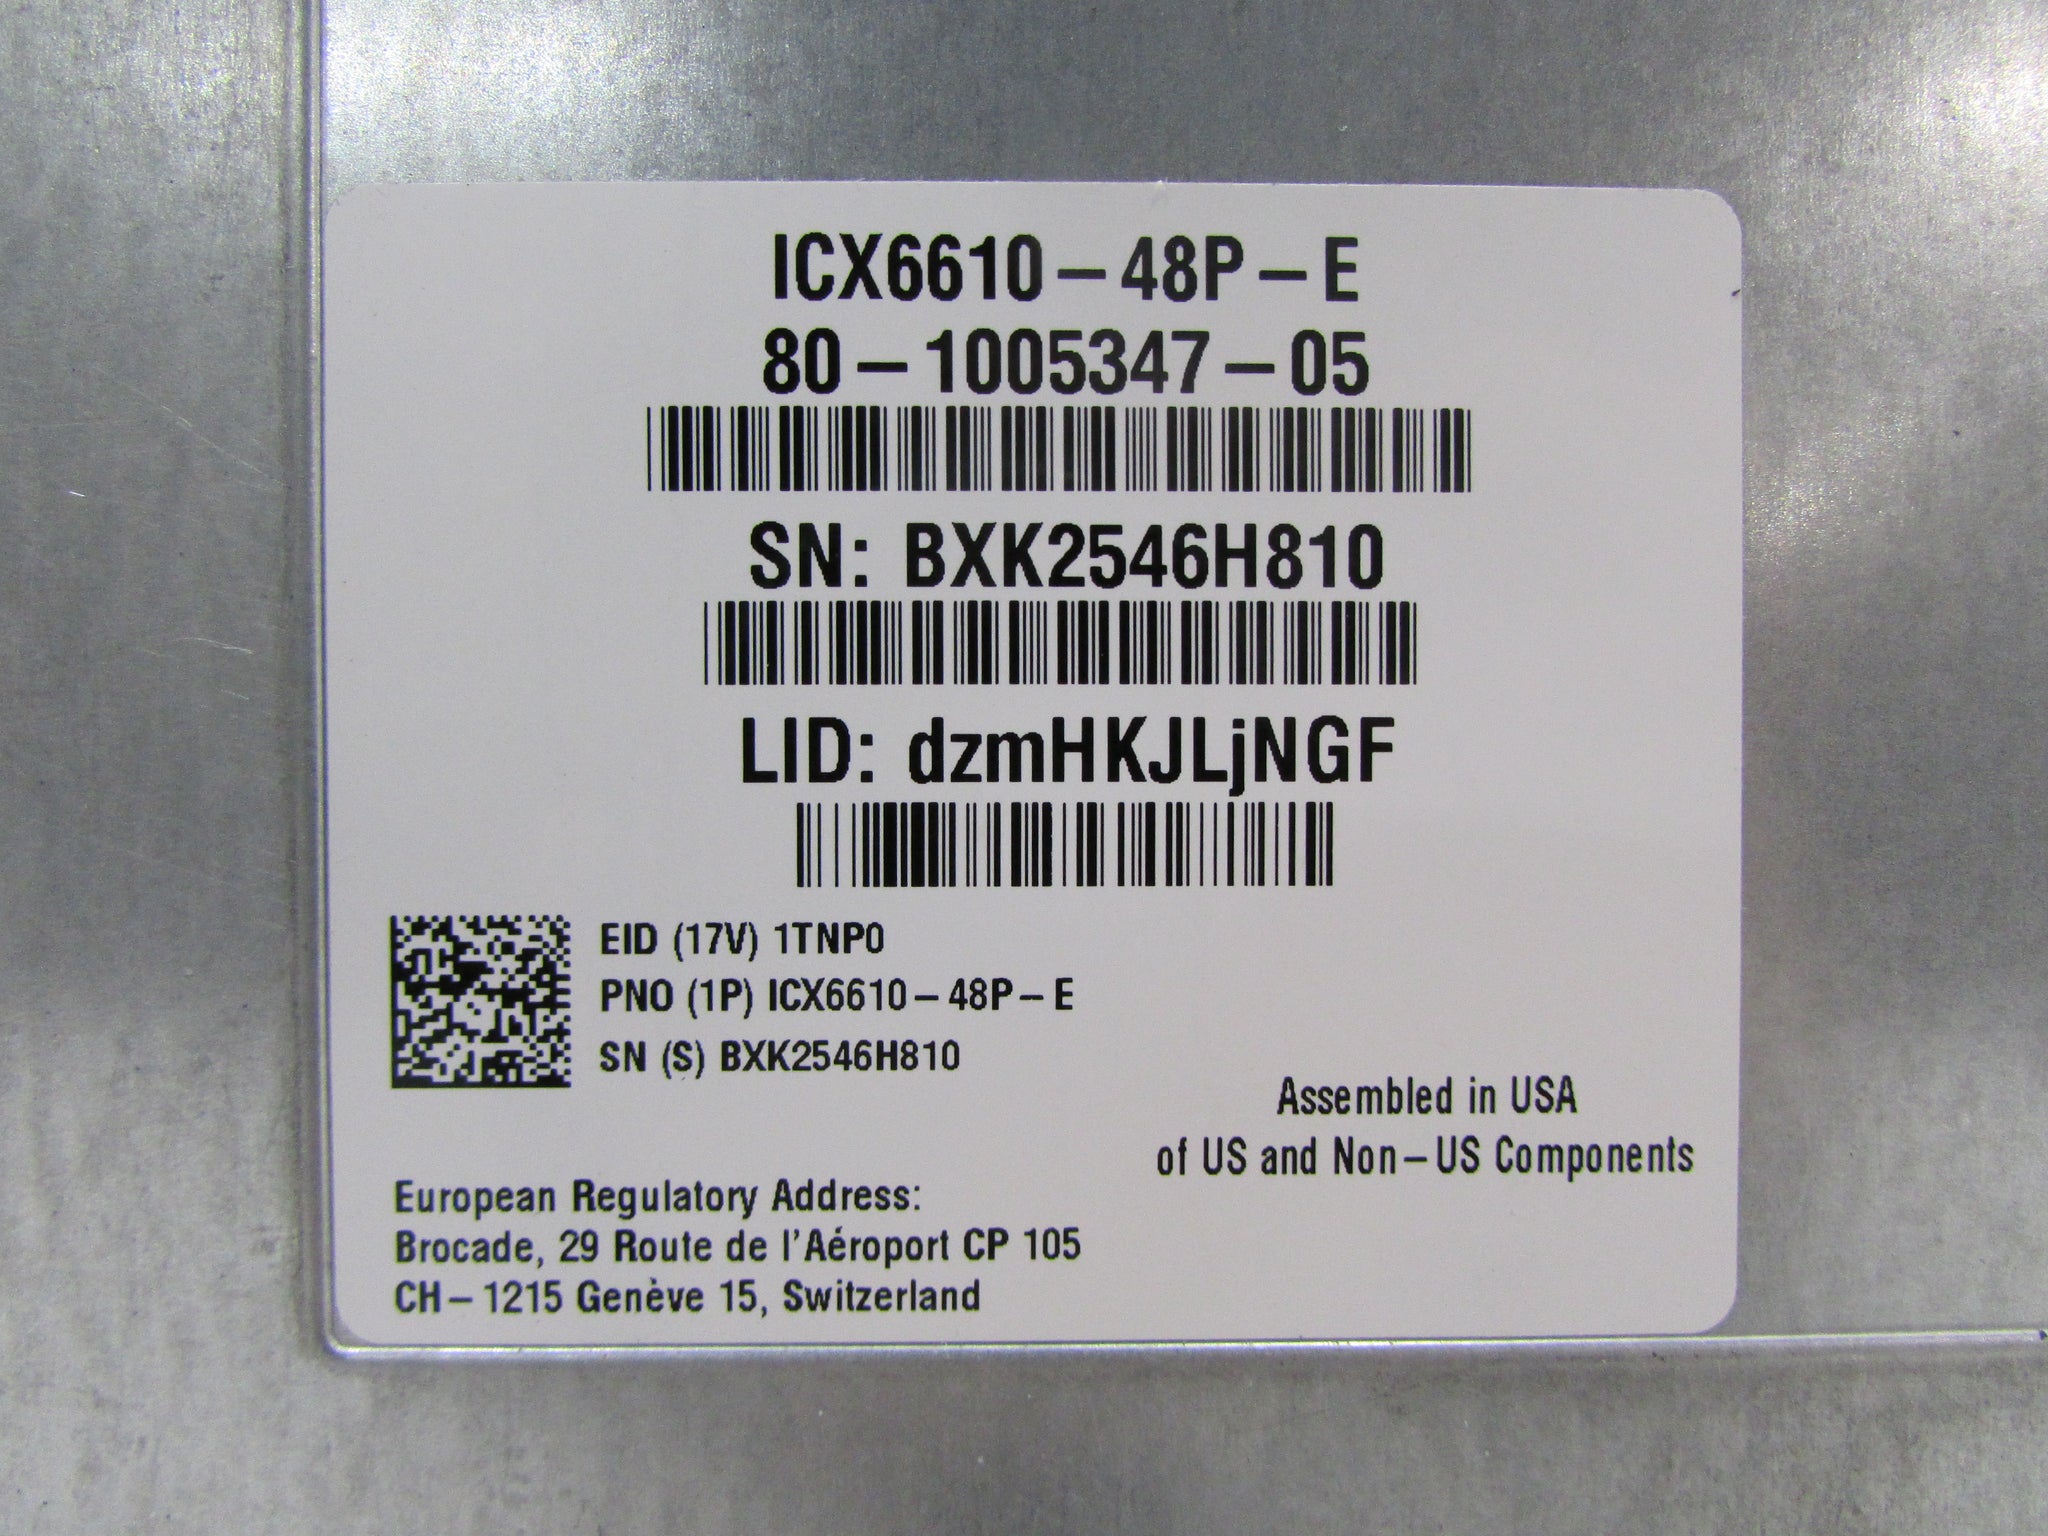 ICX6610-48P-E
80-1005347-05
SN: BXK2546H810
LID: dzmHKJLjNGF
EID (17V) 1TNP0
PNO (1P) ICX6610-48P-E
SN (S) BXK2546H810
Assembled in USA
of US and Non-US Components
European Regulatory Address:
Brocade, 29 Route de l'Aéroport CP 105
CH-1215 Genève 15, Switzerland